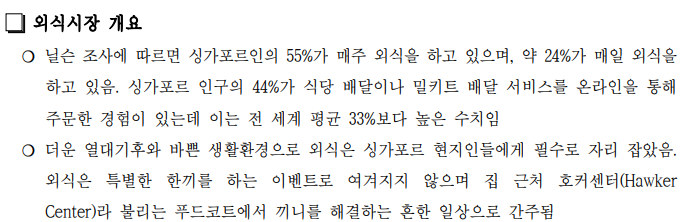 ❏ 외식시장 개요
❍ 닐슨 조사에 따르면 싱가포르인의 55%가 매주 외식을 하고 있으며, 약 24%가 매일 외식을
하고 있음. 싱가포르 인구의 44%가 식당 배달이나 밀키트 배달 서비스를 온라인을 통해
주문한 경험이 있는데 이는 전 세계 평균 33%보다 높은 수치임
❍ 더운 열대기후와 바쁜 생활환경으로 외식은 싱가포르 현지인들에게 필수로 자리 잡았음.
외식은 특별한 한끼를 하는 이벤트로 여겨지지 않으며 집 근처 호커센터(Hawker
Center)라 불리는 푸드코트에서 끼니를 해결하는 흔한 일상으로 간주됨